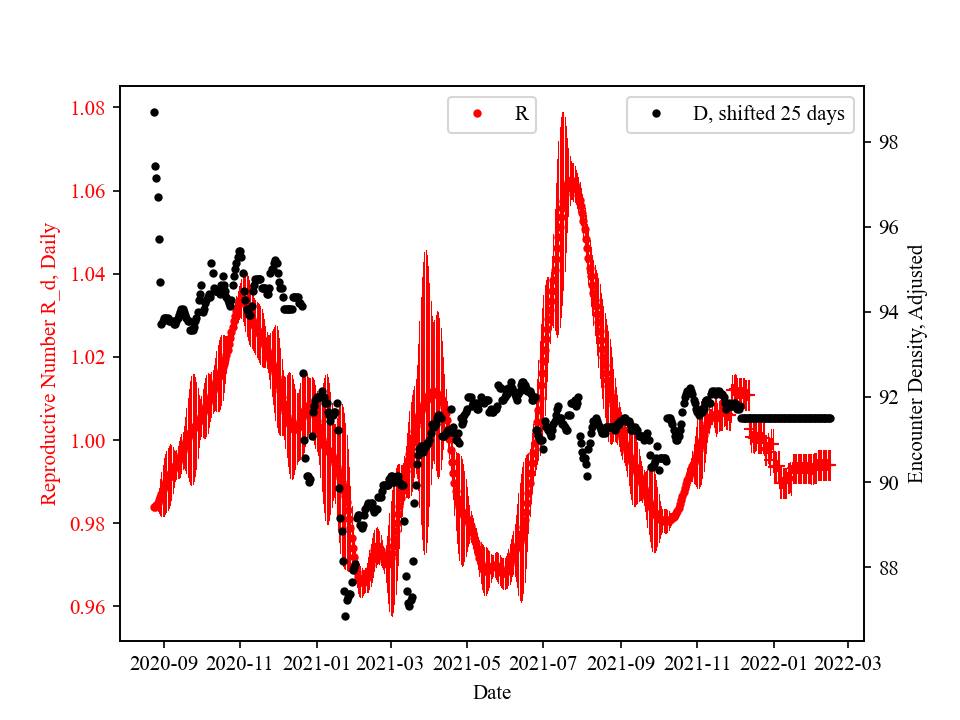 R
D, shifted 25 days
1.08
1.06
1.04
1.02
1.00
0.98
0.96
Reproductive Number R_d, Daily
98
96
94
92
90
88
Encounter Density, Adjusted
2020-09 2020-11 2021-01 2021-03 2021-05 2021-07 2021-09 2021-11 2022-01 2022-03
Date